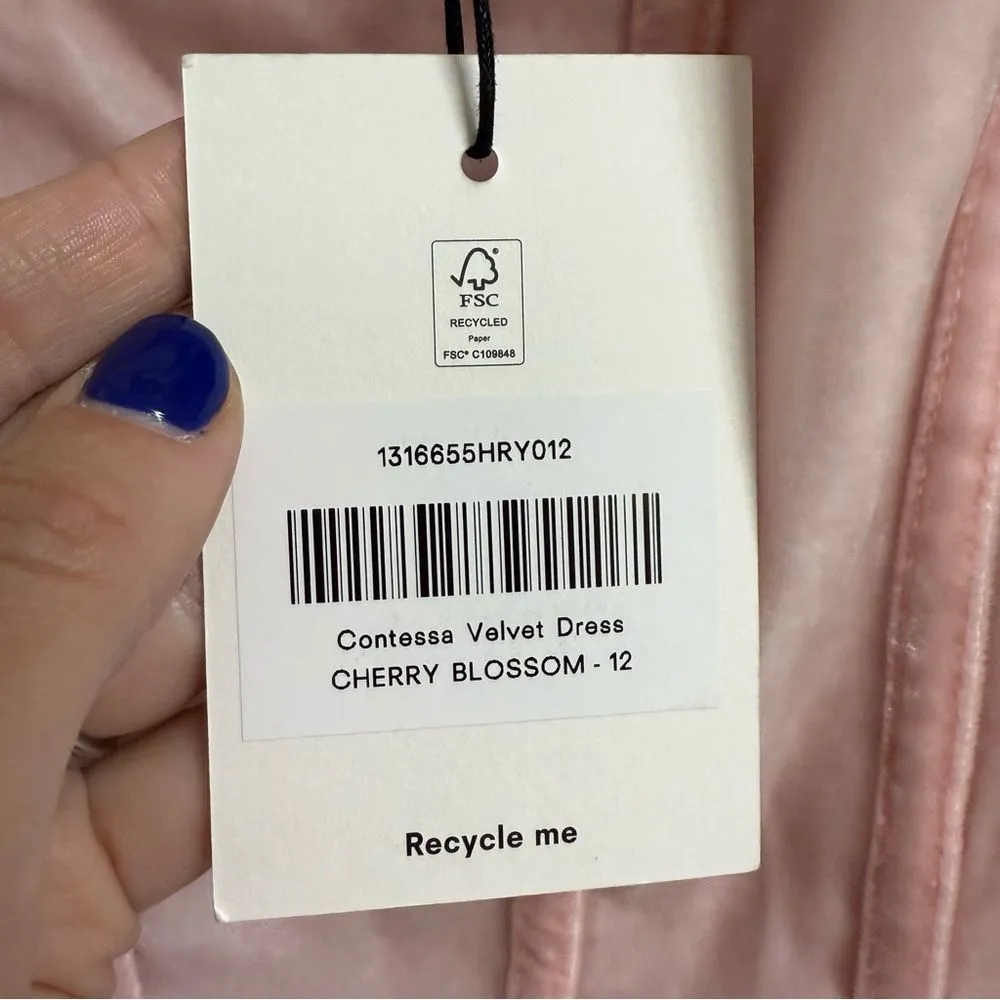 FSC®
RECYCLED
Paper
FSC® C109848
1316655HRY012
Contessa Velvet Dress
CHERRY BLOSSOM - 12
Recycle me